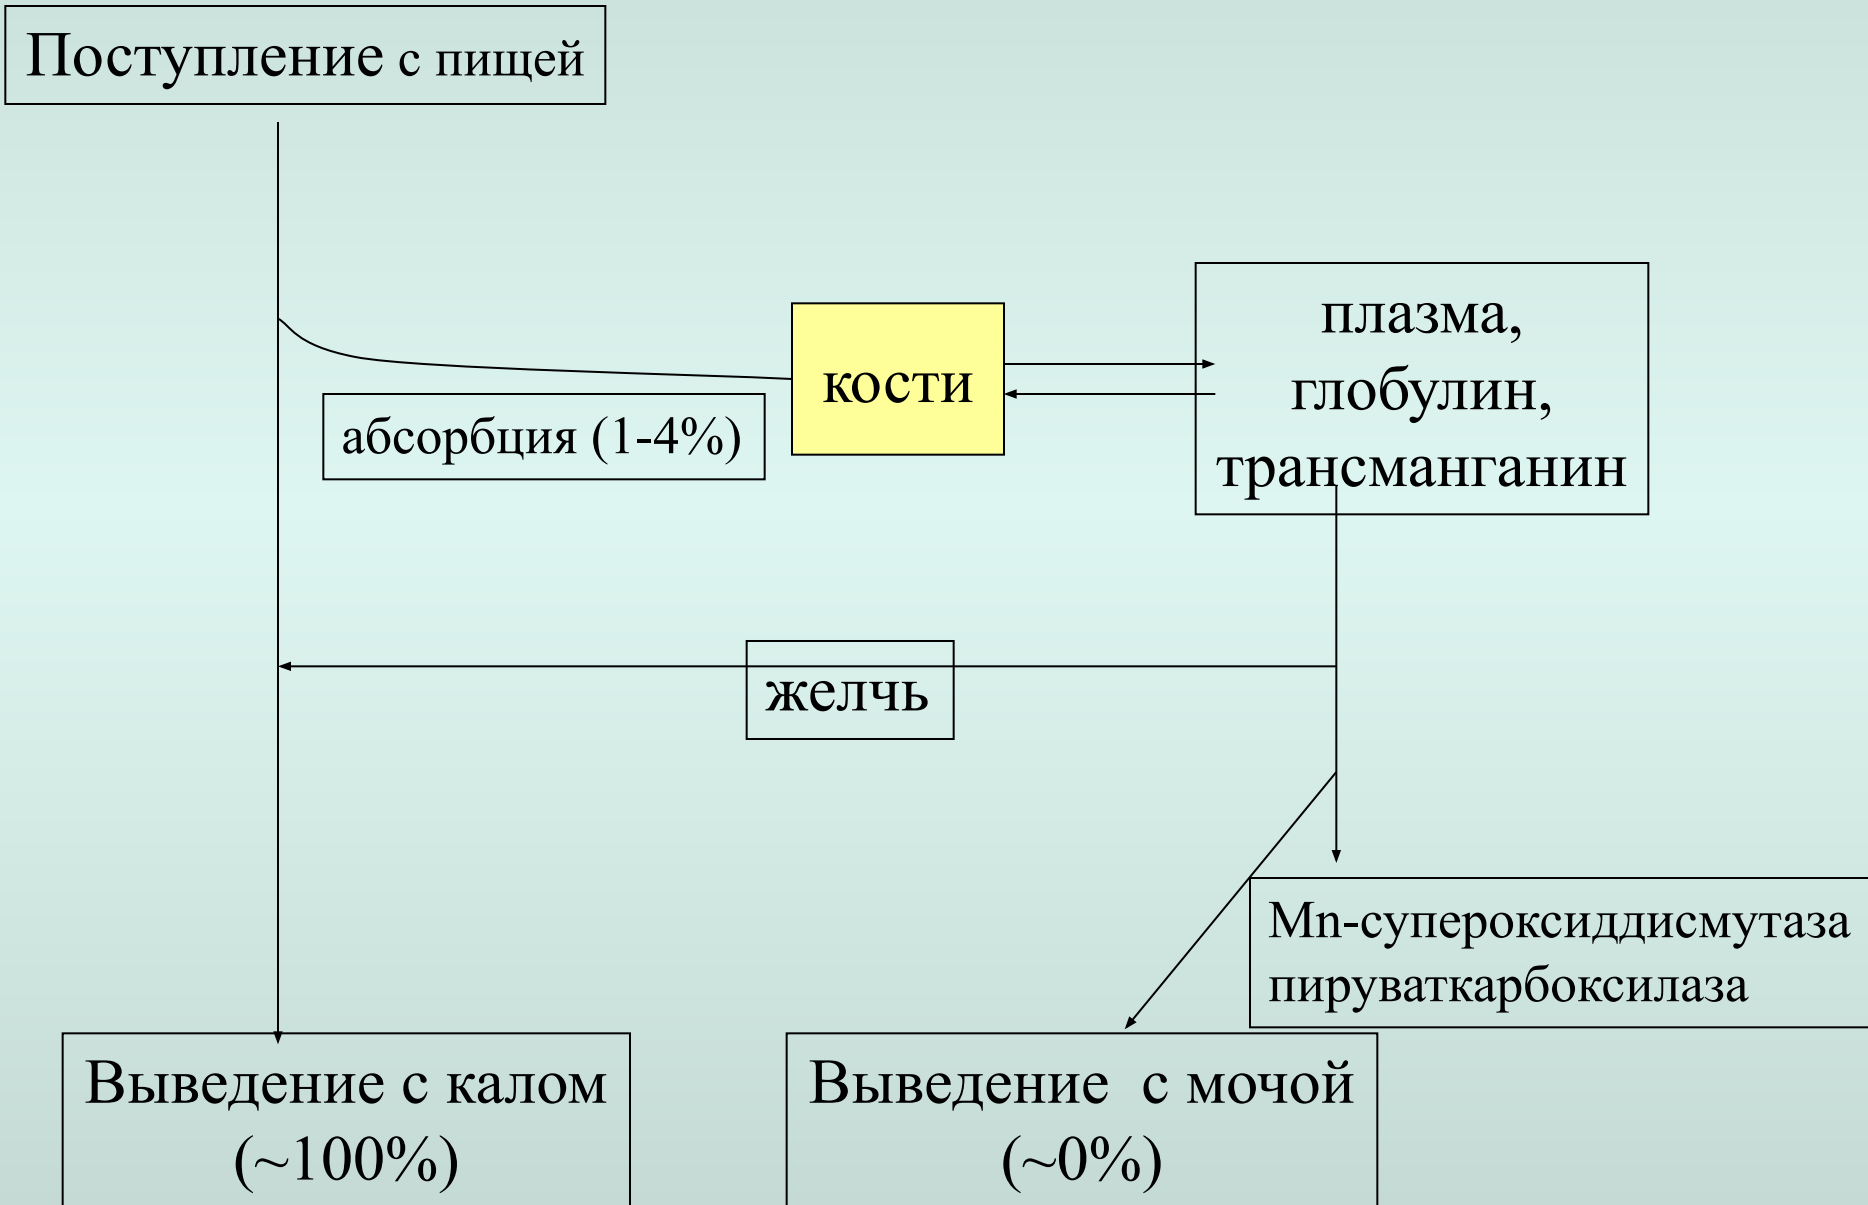 Поступление с пищей
плазма,
глобулин,
трансманганин
кости
абсорбция (1-4%)
желчь
Mn-супероксиддисмутаза
пируваткарбоксилаза
Выведение с калом
(~100%)
Выведение с мочой
(~0%)